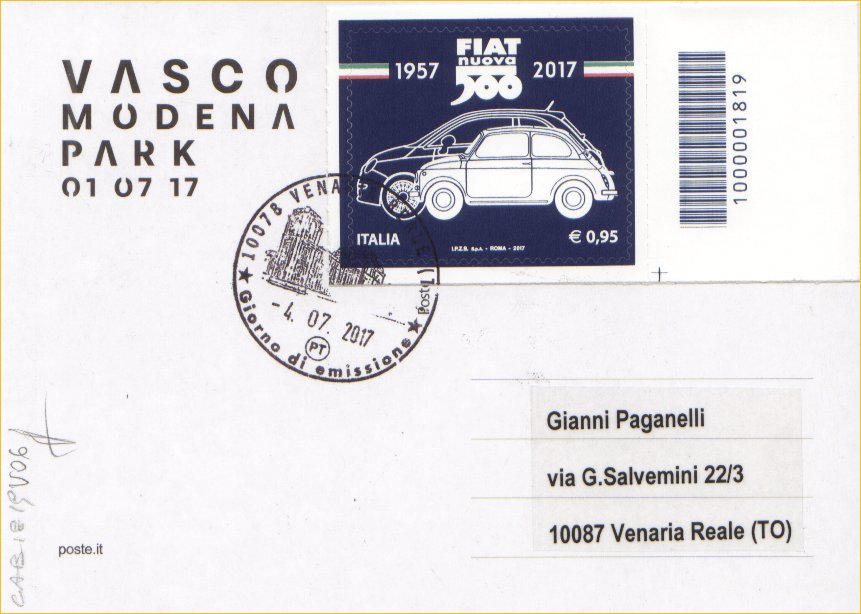 VASCO
MODENA
PARK
01 07 17
FIAT
nuova
500
1957 2017
ITALIA
I.P.Z.S. S.p.A. - ROMA - 2017
€ 0,95
1000001819
10078 VENARIA REALE (
Poste
- 4. 07. 2017
PT
★ Giorno di emissione ★
Gianni Paganelli
via G.Salvemini 22/3
10087 Venaria Reale (TO)
poste.it